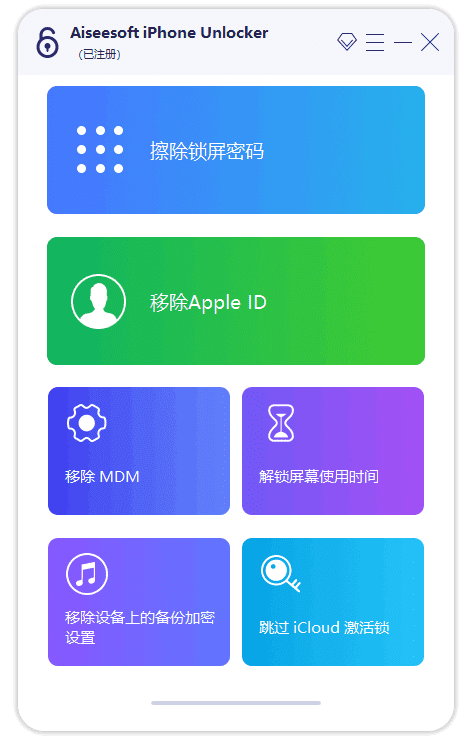 Aiseesoft iPhone Unlocker
(已注册)
擦除锁屏密码
移除Apple ID
移除 MDM
解锁屏幕使用时间
移除设备上的备份加密
设置
跳过 iCloud 激活锁